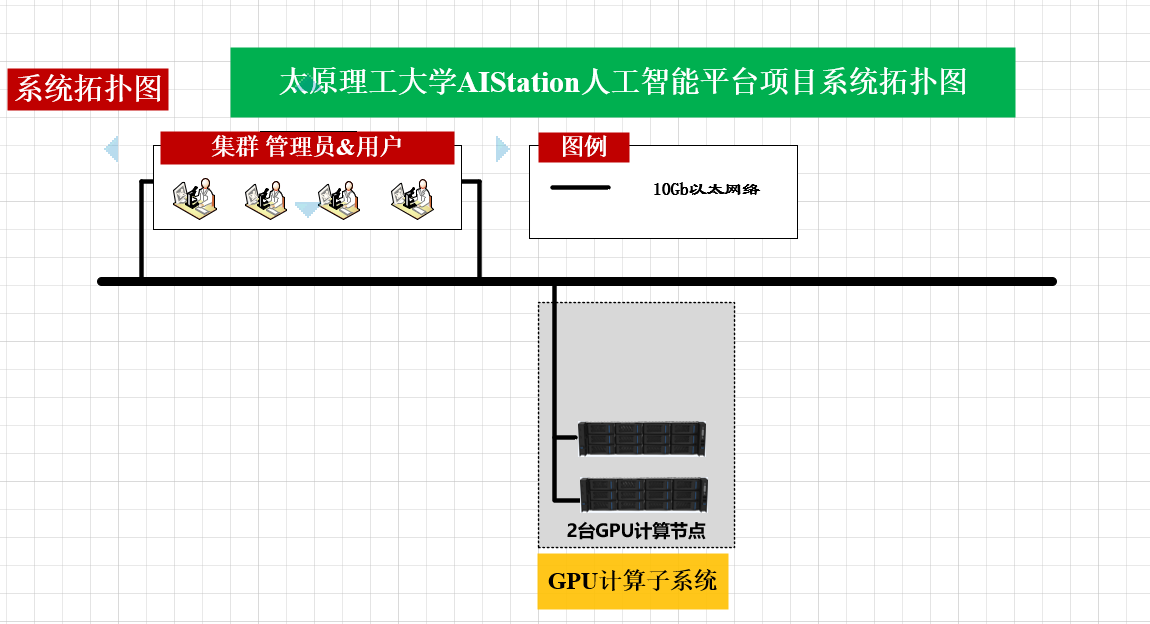 太原理工大学AIStation人工智能平台项目系统拓扑图
系统拓扑图
集群 管理员&用户
图例
10Gb以太网络
2台GPU计算节点
GPU计算子系统